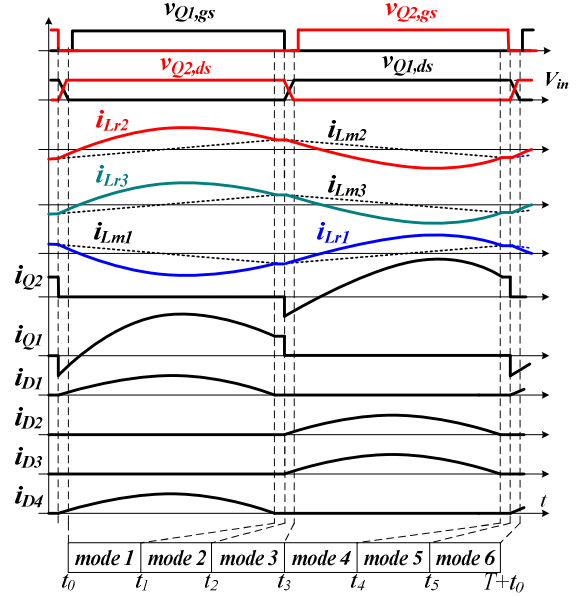 vQ1,gs vQ2,gs
vQ2,ds vQ1,ds Vin
iLr2 iLm2
iLr3 iLm3
iLm1 iLr1
iQ2
iQ1
iD1
iD2
iD3
iD4 t
mode 1 mode 2 mode 3 mode 4 mode 5 mode 6
t0 t1 t2 t3 t4 t5 T+t0